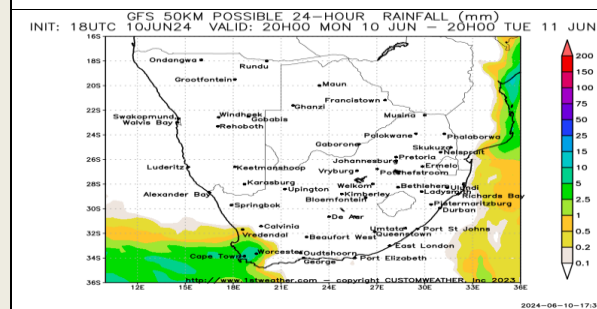 GFS 50KM POSSIBLE 24-HOUR RAINFALL (mm)
INIT: 18UTC 10JUN24 VALID: 20H00 MON 10 JUN - 20H00 TUE 11 JUN
16S
18S
20S
22S
24S
26S
28S
30S
32S
34S
36S
Ondangwa
Rundu
Grootfontein
Maun
Ghanzi
Francistown
Swakopmund
Walvis Bay
Windhoek
Gobabis
Rehoboth
Musina
Polokwane
Phalaborwa
Gaborone
Skukuza
Nelspruit
Johannesburg
Pretoria
Luderitz
Keetmanshoop
Vryburg
Potchefstroom
Ermelo
Karasburg
Upington
Welkom
Bethlehem
Ulundi
Alexander Bay
Kimberley
Ladysmith
Richards Bay
Bloemfontein
Springbok
Pietermaritzburg
Durban
De Aar
Calvinia
Vredendal
Beaufort West
Umtata
Port St Johns
Queenstown
East London
Cape Town
Worcester
Oudtshoorn
George
Port Elizabeth
http://www.1stweather.com - copyright CUSTOMWEATHER, Inc 2023
12E 15E 18E 21E 24E 27E 30E 33E 36E
200
150
100
75
50
25
15
10
5
2.5
2
1
0.5
0.2
0.1